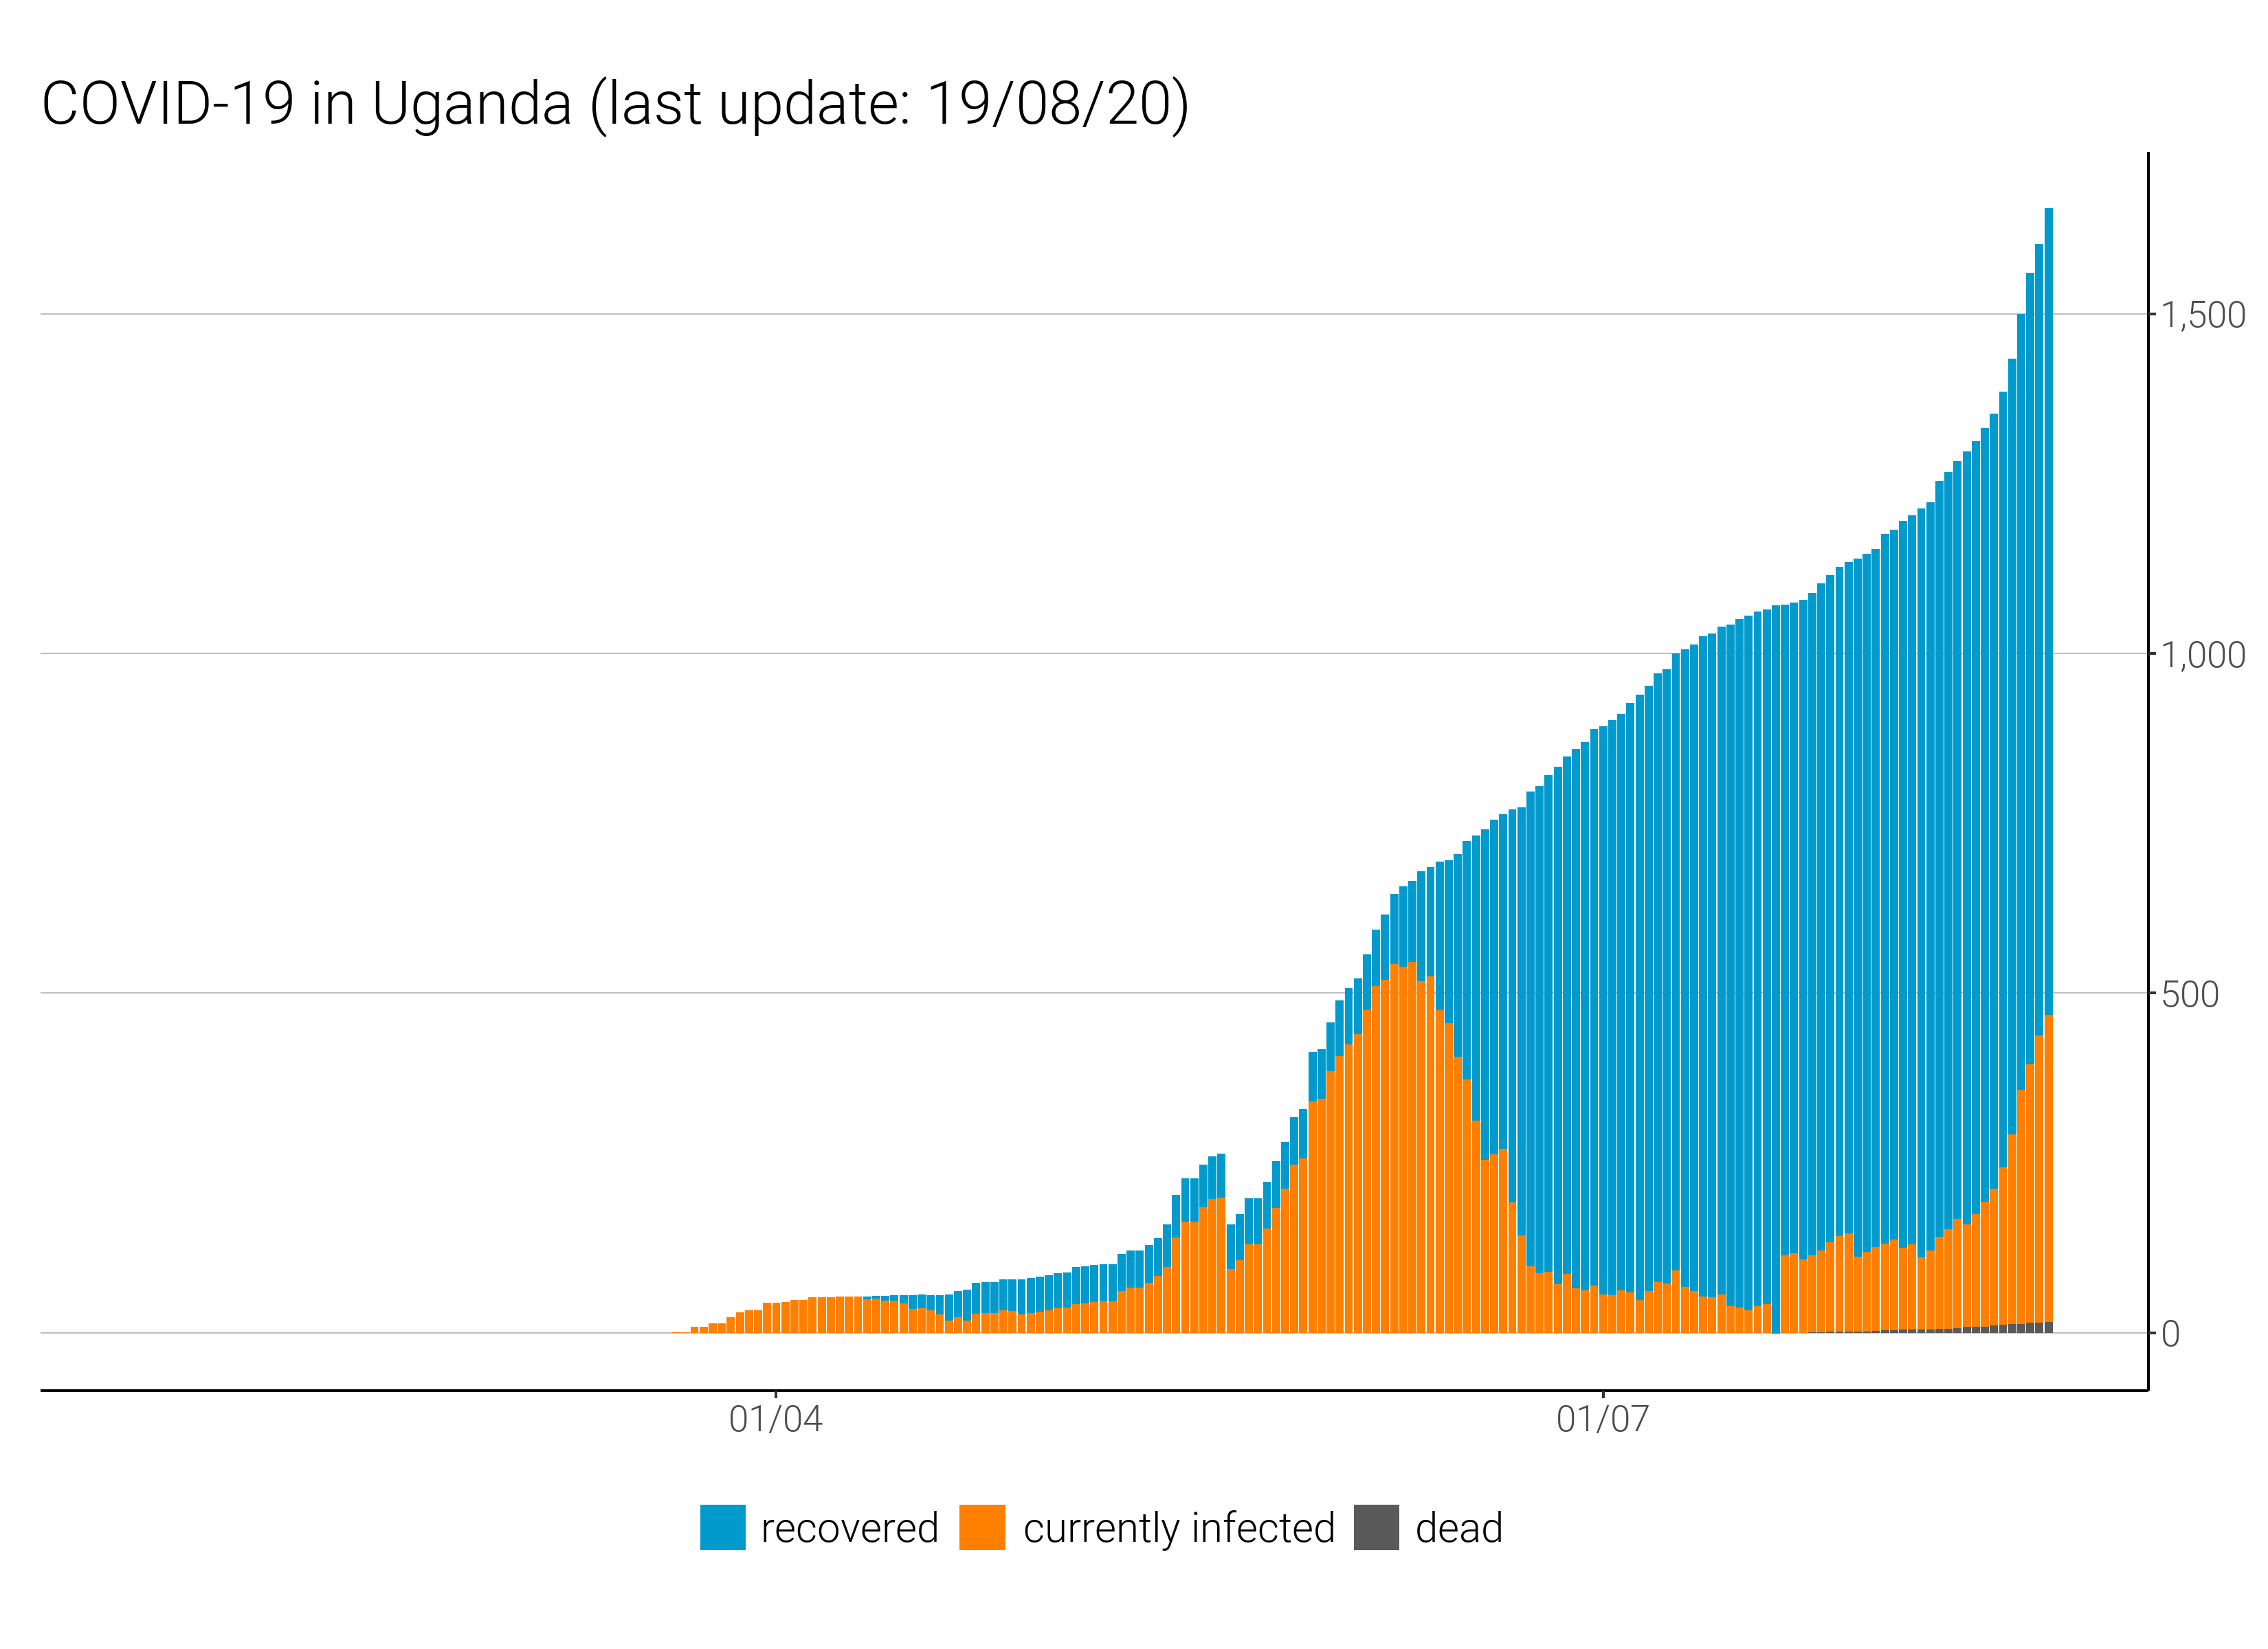 COVID-19 in Uganda (last update: 19/08/20)
1,500
1,000
500
0
01/04 01/07
recovered currently infected dead